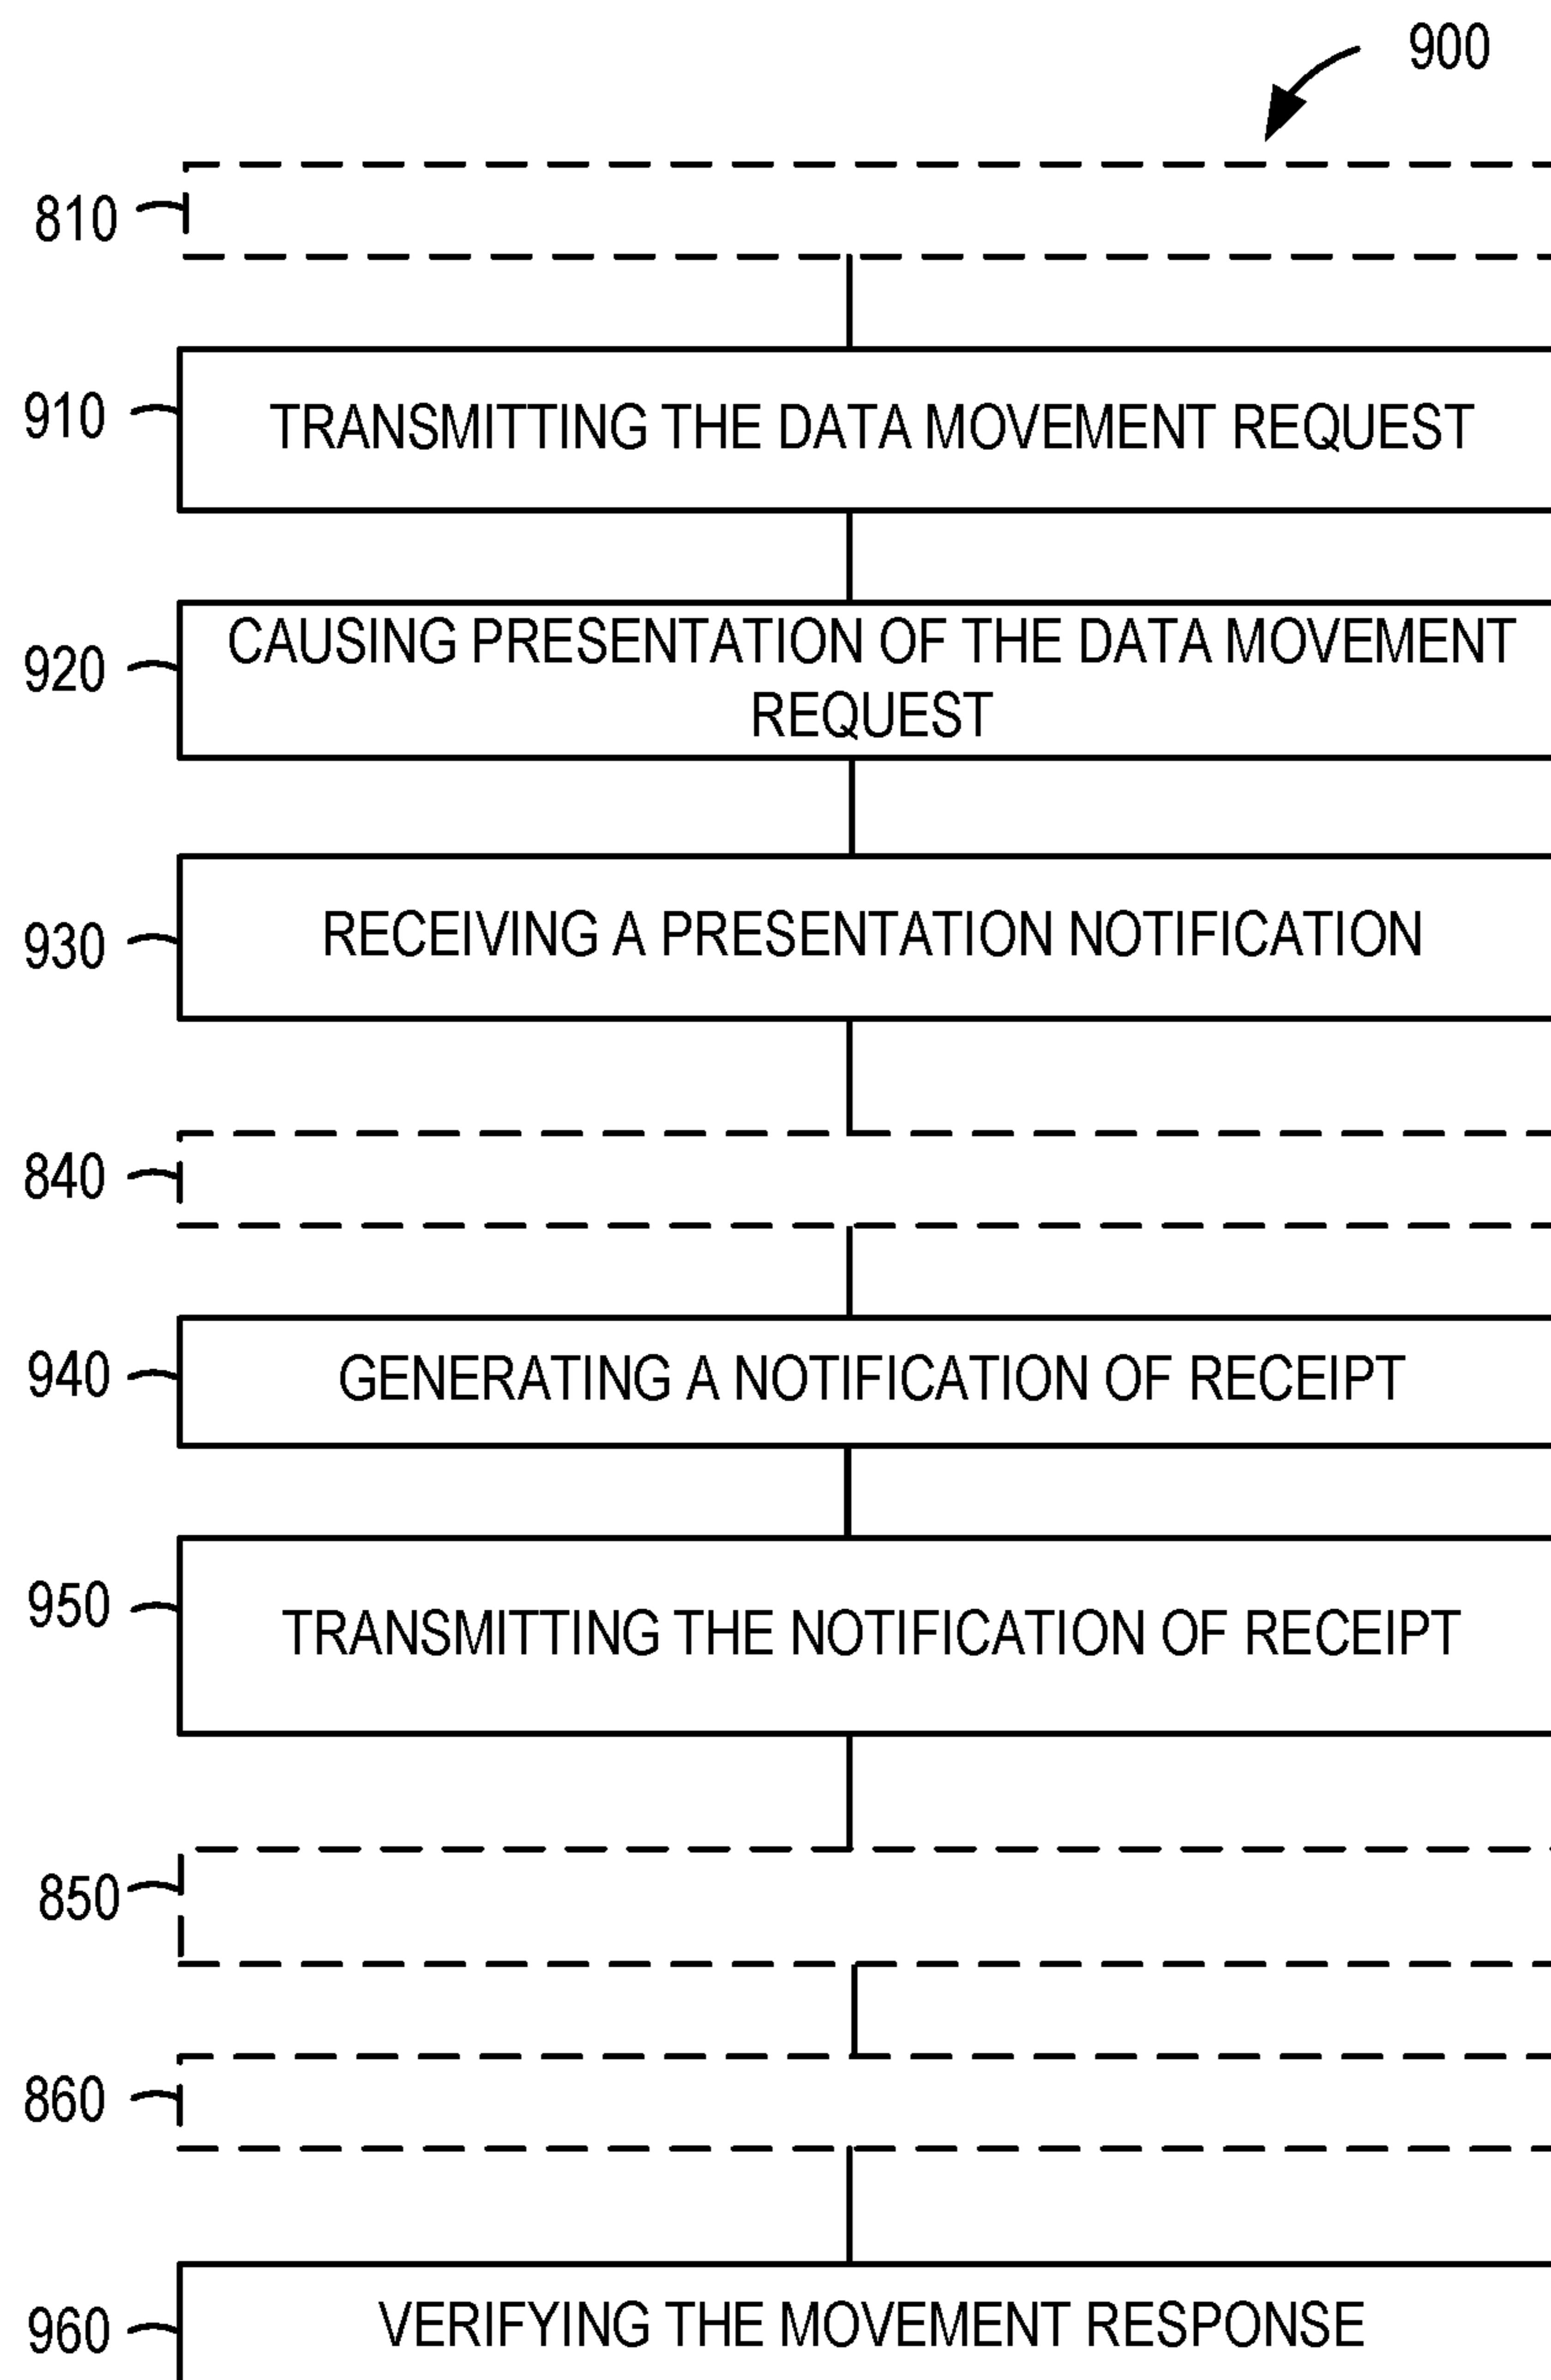 900
810
910
TRANSMITTING THE DATA MOVEMENT REQUEST
920
CAUSING PRESENTATION OF THE DATA MOVEMENT
REQUEST
930
RECEIVING A PRESENTATION NOTIFICATION
840
940
GENERATING A NOTIFICATION OF RECEIPT
950
TRANSMITTING THE NOTIFICATION OF RECEIPT
850
860
960
VERIFYING THE MOVEMENT RESPONSE